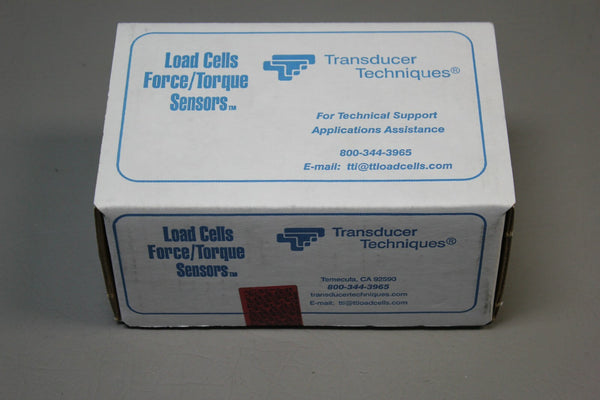 Load Cells
Force/Torque
Sensors™
Transducer
Techniques®
For Technical Support
Applications Assistance
800-344-3965
E-mail: tti@ttloadcells.com
Load Cells
Force/Torque
Sensors™
Transducer
Techniques®
Temecula, CA 92590
800-344-3965
transducertechniques.com
E-mail: tti@ttloadcells.com